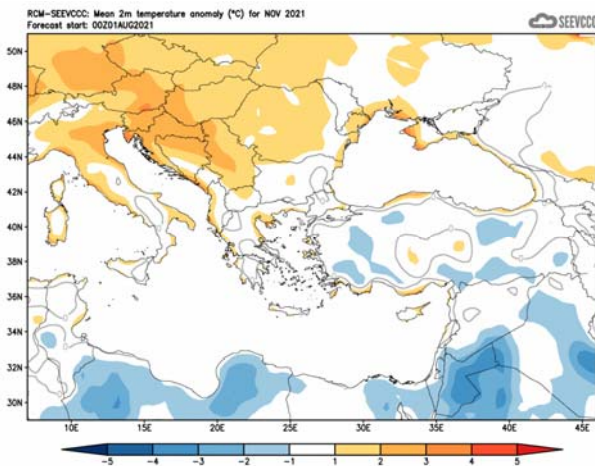 RCM-SEEVCCC: Mean 2m temperature anomaly (°C) for NOV 2021
Forecast start: 00Z01AUG2021
SEEVCCC
50N
48N
46N
44N
42N
40N
38N
36N
34N
32N
30N
10E 15E 20E 25E 30E 35E 40E 45E
-5 -4 -3 -2 -1 1 2 3 4 5